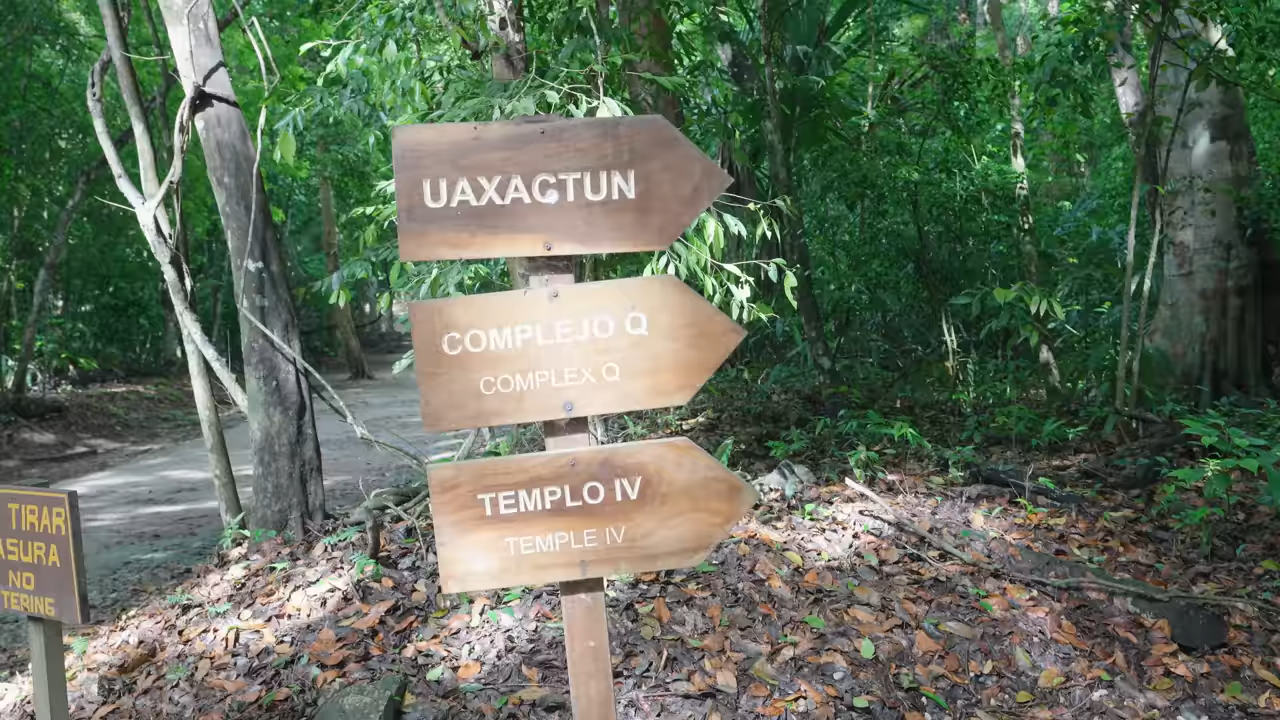 UAXACTUN
COMPLEJO Q
COMPLEX Q
TEMPLO IV
TEMPLE IV
TIRAR
ASURA
NO
TERING